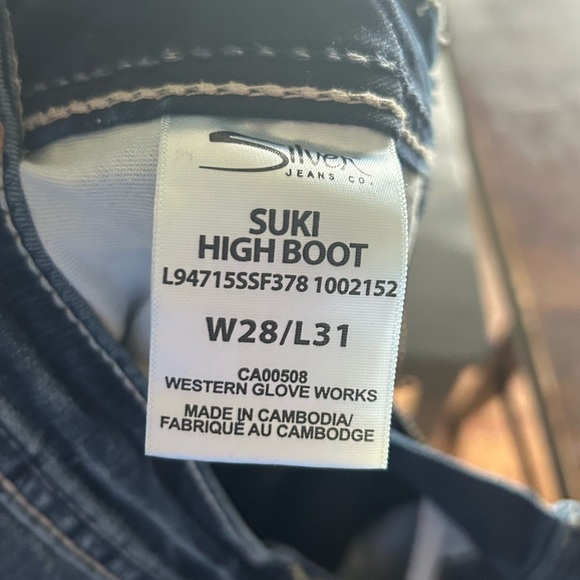 Silver
JEANS CO.
SUKI
HIGH BOOT
L94715SSF378 1002152
W28/L31
CA00508
WESTERN GLOVE WORKS
MADE IN CAMBODIA/
FABRIQUÉ AU CAMBODGE